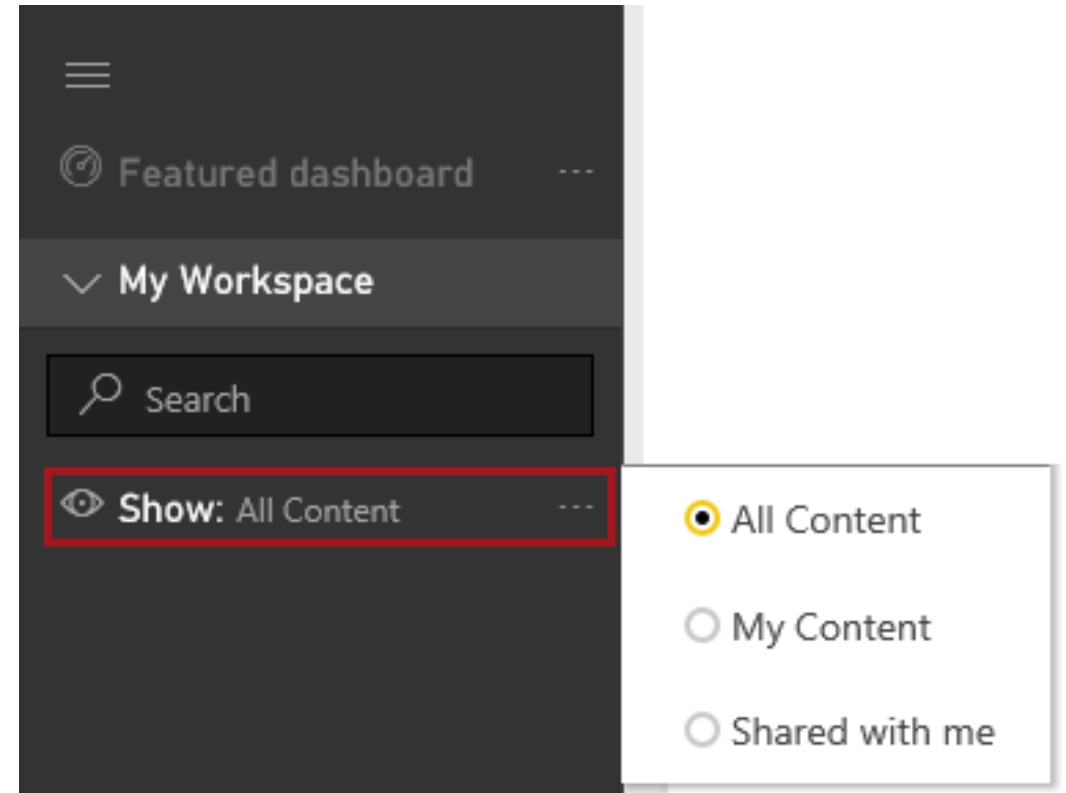 Featured dashboard ...
My Workspace
Search
Show: All Content ...
All Content
My Content
Shared with me